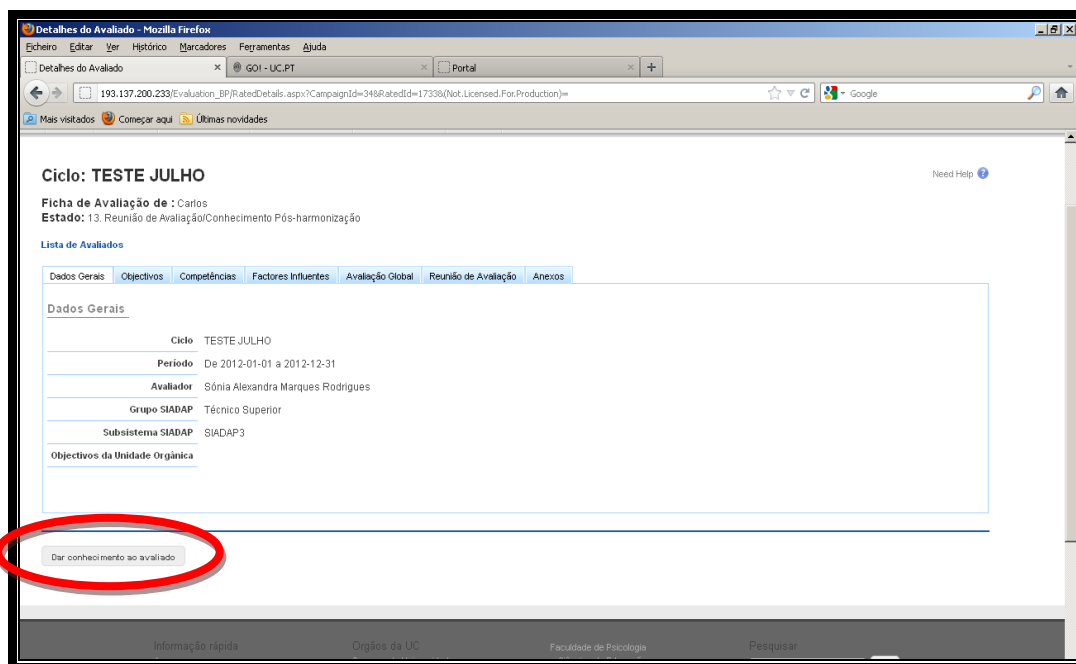 Detalhes do Avaliado - Mozilla Firefox
Ficheiro Editar Ver Histórico Marcadores Ferramentas Ajuda
Detalhes do Avaliado × GO! - UC.PT × Portal × +
193.137.200.233/Evaluation_BP/RatedDetails.aspx?CampaignId=348&RatedId=17338&(Not.Licensed.For.Production)= Google
Mais visitados Começar aqui Últimas novidades
Ciclo: TESTE JULHO
Need Help ?
Ficha de Avaliação de : Carlos
Estado: 13. Reunião de Avaliação/Conhecimento Pós-harmonização
Lista de Avaliados
Dados Gerais Objectivos Competências Factores Influentes Avaliação Global Reunião de Avaliação Anexos
Dados Gerais
Ciclo TESTE JULHO
Período De 2012-01-01 a 2012-12-31
Avaliador Sónia Alexandra Marques Rodrigues
Grupo SIADAP Técnico Superior
Subsistema SIADAP SIADAP3
Objectivos da Unidade Orgânica
Dar conhecimento ao avaliado
Informação rápida Orgãos da UC Faculdade de Psicologia Pesquisar